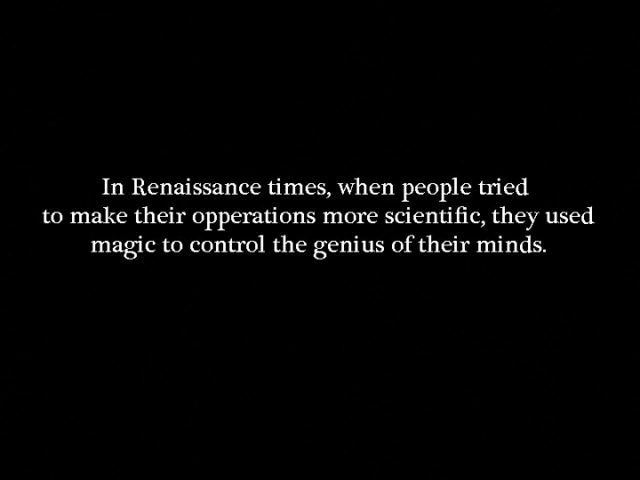 In Renaissance times, when people tried
to make their opperations more scientific, they used
magic to control the genius of their minds.